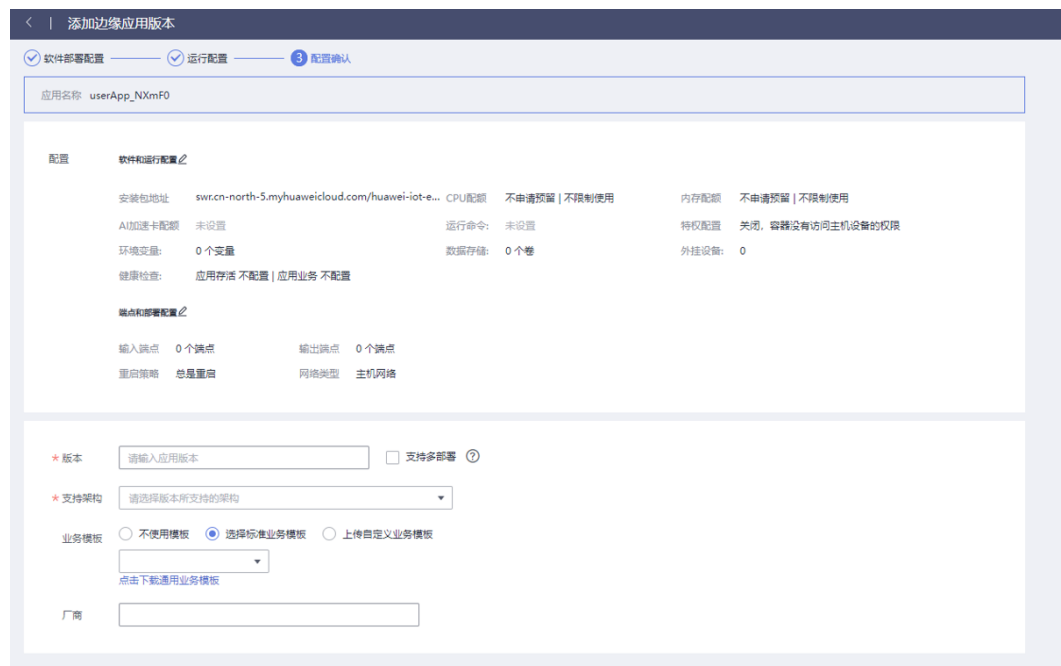 添加边缘应用版本
软件部署配置 运行配置 3 配置确认
应用名称 userApp_NXmF0
配置 软件和运行配置
安装包地址 swr.cn-north-5.myhuaweicloud.com/huawei-iot-e... CPU配额 不申请预留 | 不限制使用 内存配额 不申请预留 | 不限制使用
AI加速卡配额 未设置 运行命令: 未设置 特权配置 关闭，容器没有访问主机设备的权限
环境变量: 0 个变量 数据存储: 0 个卷 外挂设备: 0
健康检查: 应用存活 不配置 | 应用业务 不配置
端点和部署配置
输入端点 0 个端点 输出端点 0 个端点
重启策略 总是重启 网络类型 主机网络
* 版本 请输入应用版本 支持多部署 ?
* 支持架构 请选择版本所支持的架构
业务模板 不使用模板 选择标准业务模板 上传自定义业务模板
点击下载通用业务模板
厂商